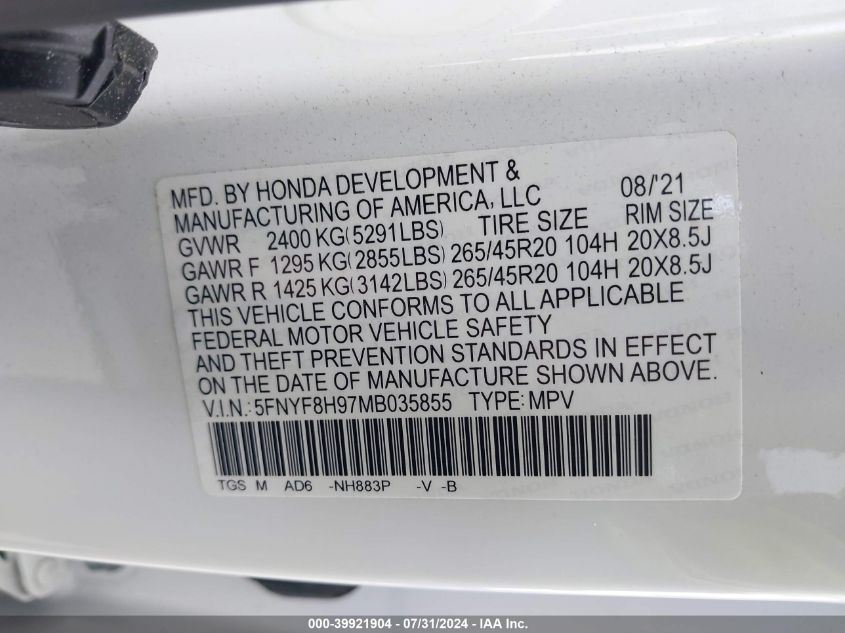 MFD. BY HONDA DEVELOPMENT & 08/'21
MANUFACTURING OF AMERICA, LLC
GVWR 2400 KG(5291LBS) TIRE SIZE RIM SIZE
GAWR F 1295 KG(2855LBS) 265/45R20 104H 20X8.5J
GAWR R 1425 KG(3142LBS) 265/45R20 104H 20X8.5J
THIS VEHICLE CONFORMS TO ALL APPLICABLE
FEDERAL MOTOR VEHICLE SAFETY
AND THEFT PREVENTION STANDARDS IN EFFECT
ON THE DATE OF MANUFACTURE SHOWN ABOVE.
V.I.N.:5FNYF8H97MB035855 TYPE: MPV
TGS M AD6 -NH883P -V -B
000-39921904 - 07/31/2024 - IAA Inc.